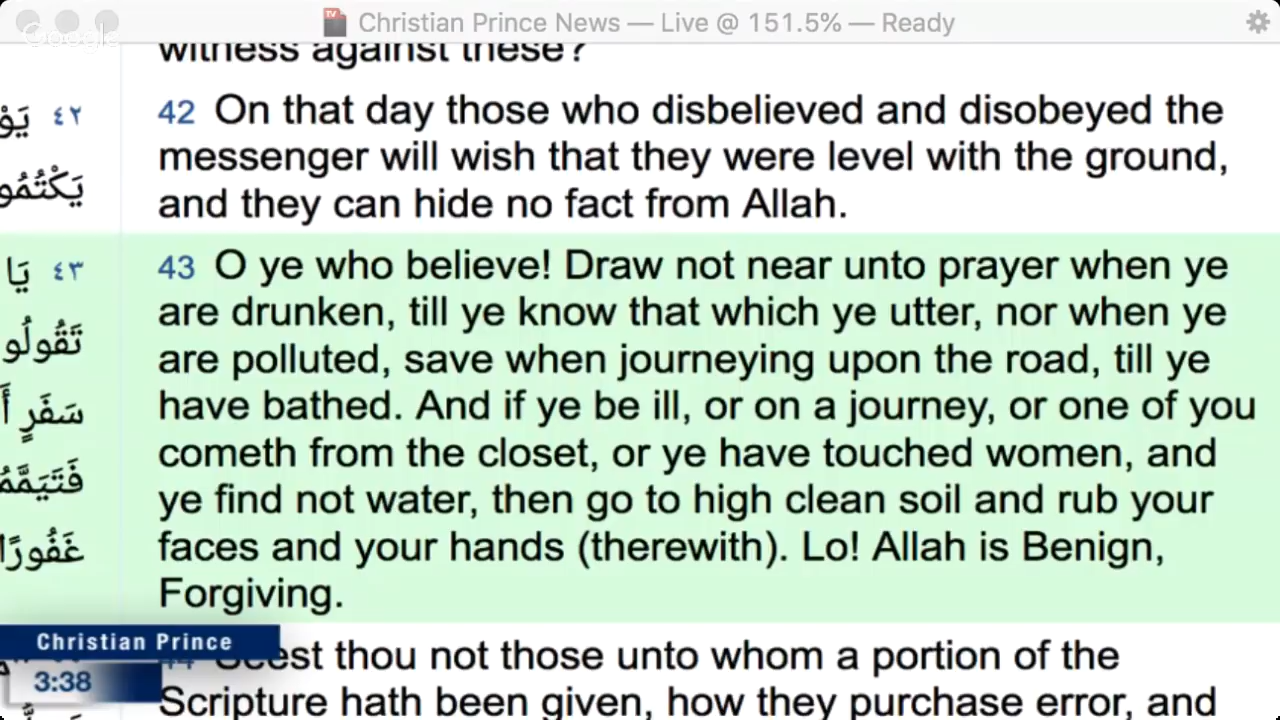 Christian Prince News — Live @ 151.5% — Ready
Google
witness against these?
42 On that day those who disbelieved and disobeyed the
messenger will wish that they were level with the ground,
and they can hide no fact from Allah.
43 O ye who believe! Draw not near unto prayer when ye
are drunken, till ye know that which ye utter, nor when ye
are polluted, save when journeying upon the road, till ye
have bathed. And if ye be ill, or on a journey, or one of you
cometh from the closet, or ye have touched women, and
ye find not water, then go to high clean soil and rub your
faces and your hands (therewith). Lo! Allah is Benign,
Forgiving.
44 Seest thou not those unto whom a portion of the
Scripture hath been given, how they purchase error, and
٤٢
٤٣ يَا
سَفَرٍ أَ
Christian Prince
3:38